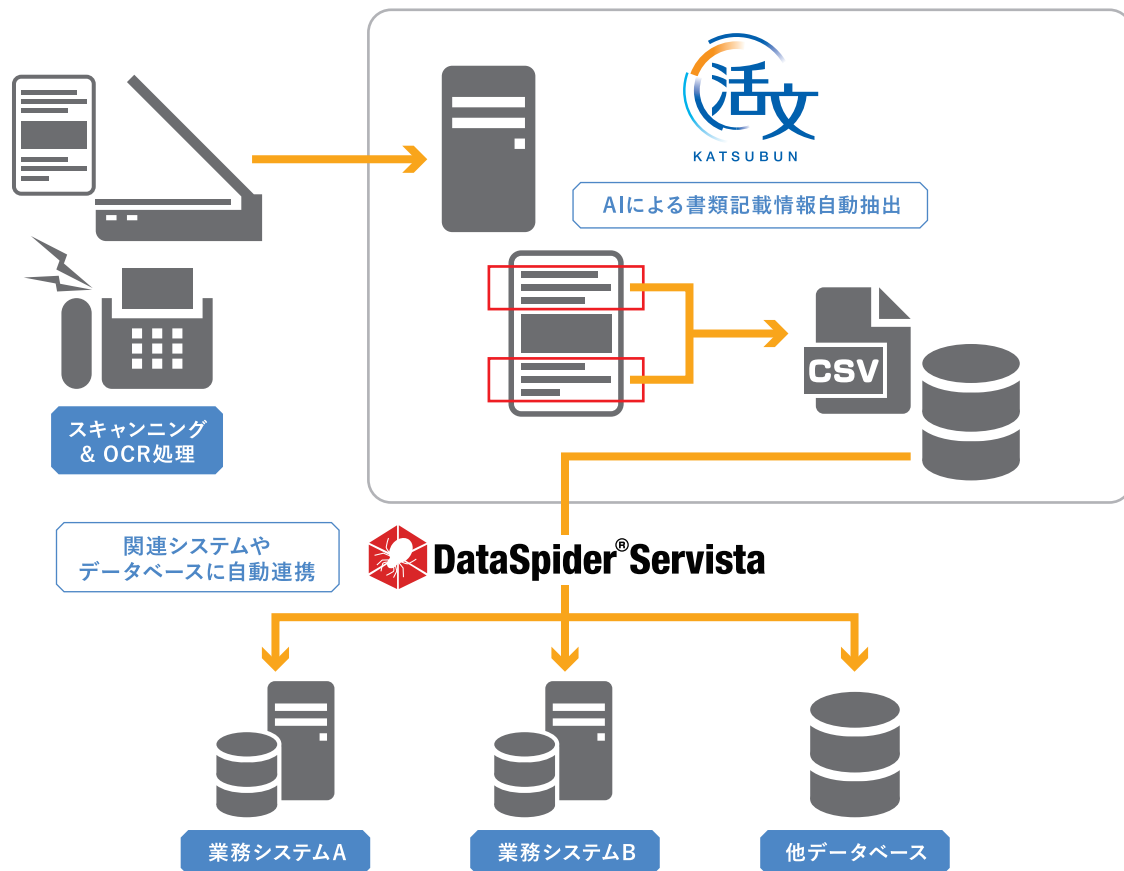 活文
KATSUBUN
AIによる書類記載情報自動抽出
CSV
スキャンニング
& OCR処理
関連システムや
データベースに自動連携
DataSpider®Servista
業務システムA
業務システムB
他データベース